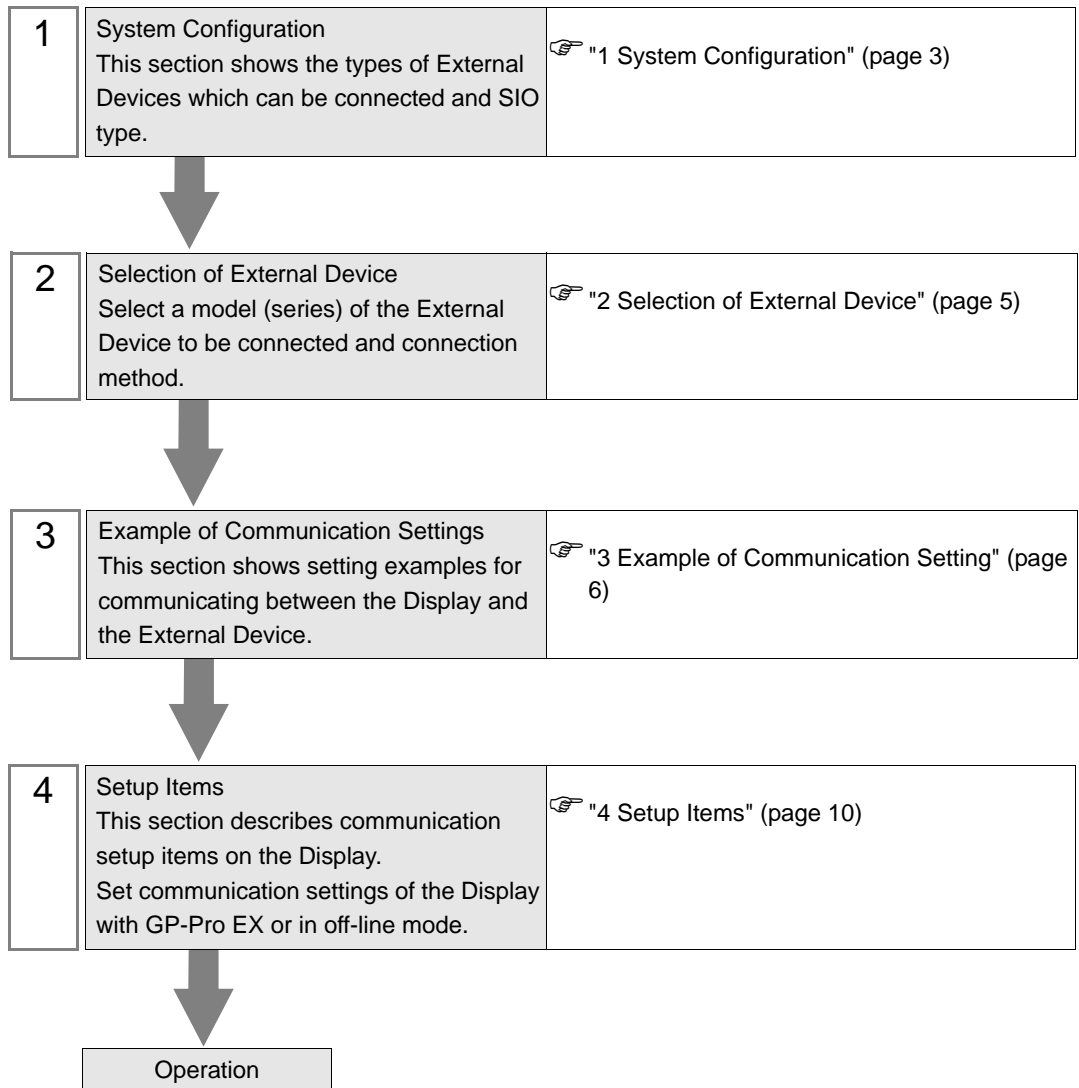 1
System Configuration
This section shows the types of External
Devices which can be connected and SIO
type.
"1 System Configuration" (page 3)
2
Selection of External Device
Select a model (series) of the External
Device to be connected and connection
method.
"2 Selection of External Device" (page 5)
3
Example of Communication Settings
This section shows setting examples for
communicating between the Display and
the External Device.
"3 Example of Communication Setting" (page
6)
4
Setup Items
This section describes communication
setup items on the Display.
Set communication settings of the Display
with GP-Pro EX or in off-line mode.
"4 Setup Items" (page 10)
Operation